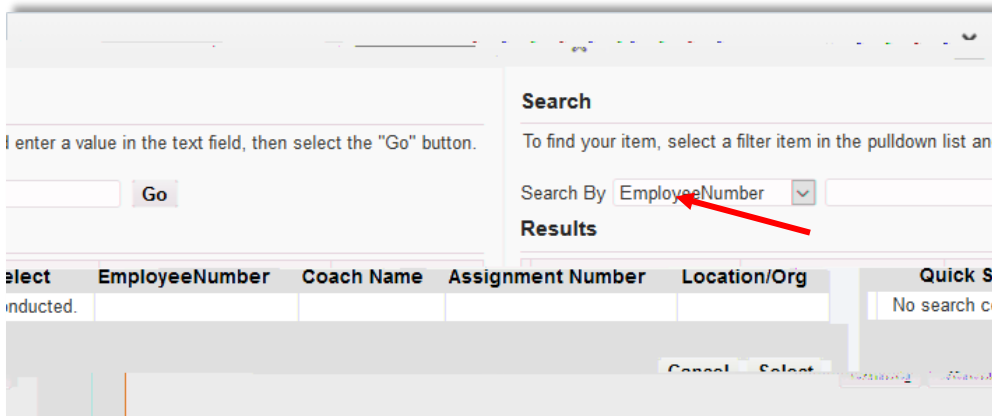 Search
enter a value in the text field, then select the "Go" button.
To find your item, select a filter item in the pulldown list an
Go
Search By EmployeeNumber
Results
elect EmployeeNumber Coach Name Assignment Number Location/Org Quick S
onducted. No search c
Cancel Select